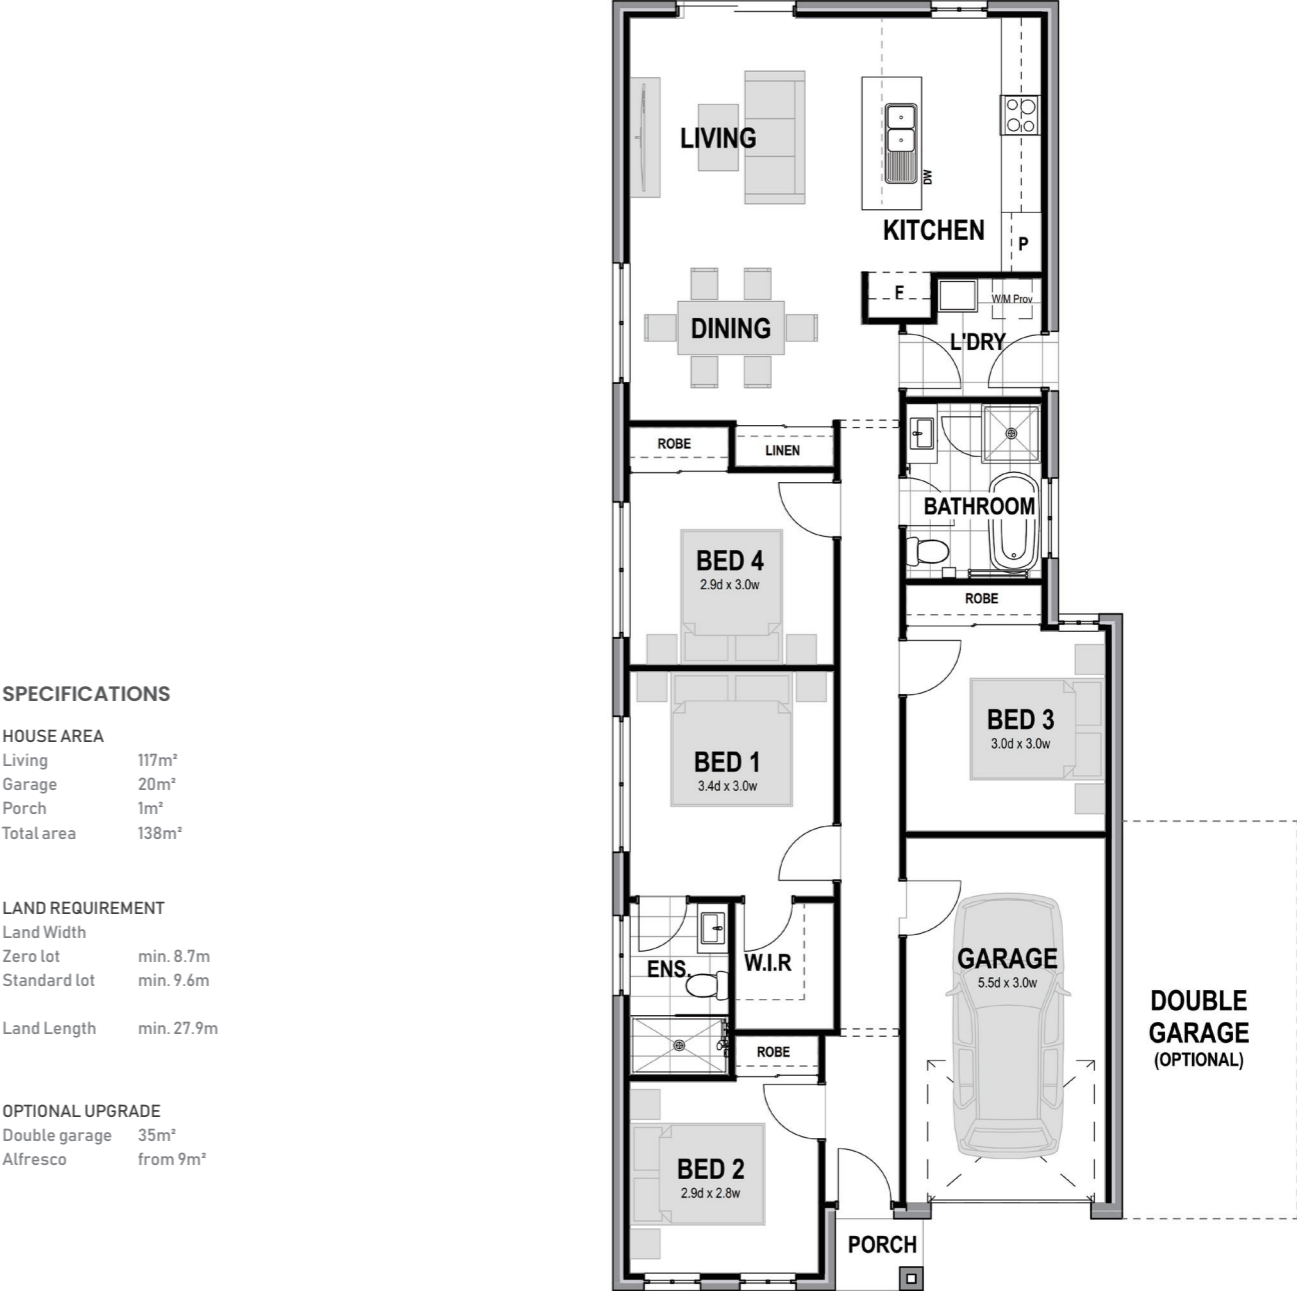 SPECIFICATIONS
HOUSE AREA
Living 117m²
Garage 20m²
Porch 1m²
Total area 138m²
LAND REQUIREMENT
Land Width
Zero lot min. 8.7m
Standard lot min. 9.6m
Land Length min. 27.9m
OPTIONAL UPGRADE
Double garage 35m²
Alfresco from 9m²
LIVING
DW
KITCHEN
P
F
W/M Prov
DINING
L'DRY
ROBE
LINEN
BATHROOM
BED 4
2.9d x 3.0w
ROBE
BED 3
3.0d x 3.0w
BED 1
3.4d x 3.0w
ENS.
W.I.R
GARAGE
5.5d x 3.0w
DOUBLE
GARAGE
(OPTIONAL)
ROBE
BED 2
2.9d x 2.8w
PORCH